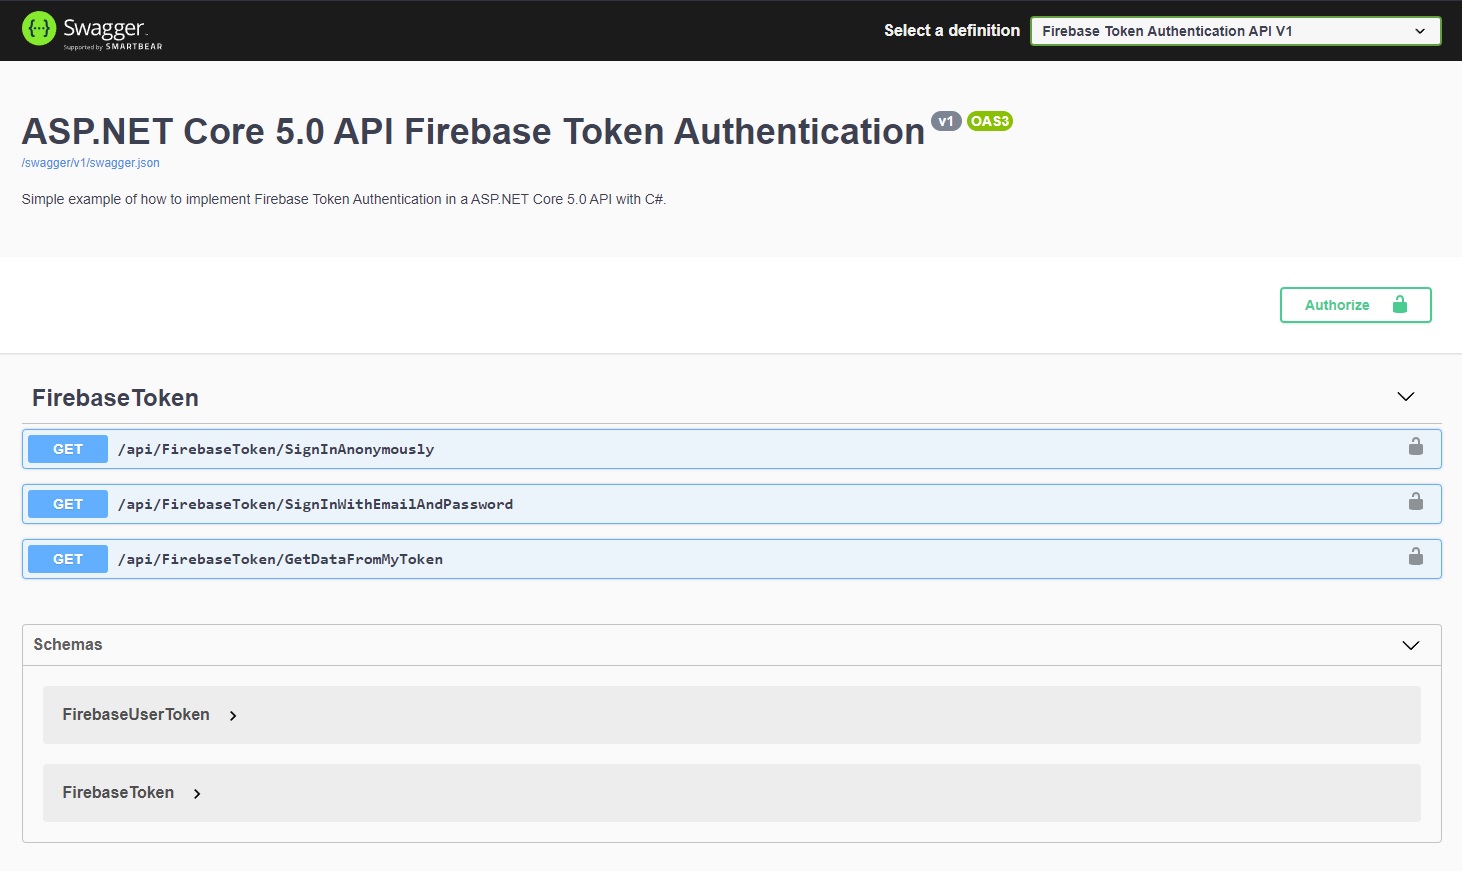 Swagger
Supported by SMARTBEAR
Select a definition
Firebase Token Authentication API V1
ASP.NET Core 5.0 API Firebase Token Authentication v1 OAS3
/swagger/v1/swagger.json
Simple example of how to implement Firebase Token Authentication in a ASP.NET Core 5.0 API with C#.
Authorize
FirebaseToken
GET /api/FirebaseToken/SignInAnonymously
GET /api/FirebaseToken/SignInWithEmailAndPassword
GET /api/FirebaseToken/GetDataFromMyToken
Schemas
FirebaseUserToken
FirebaseToken